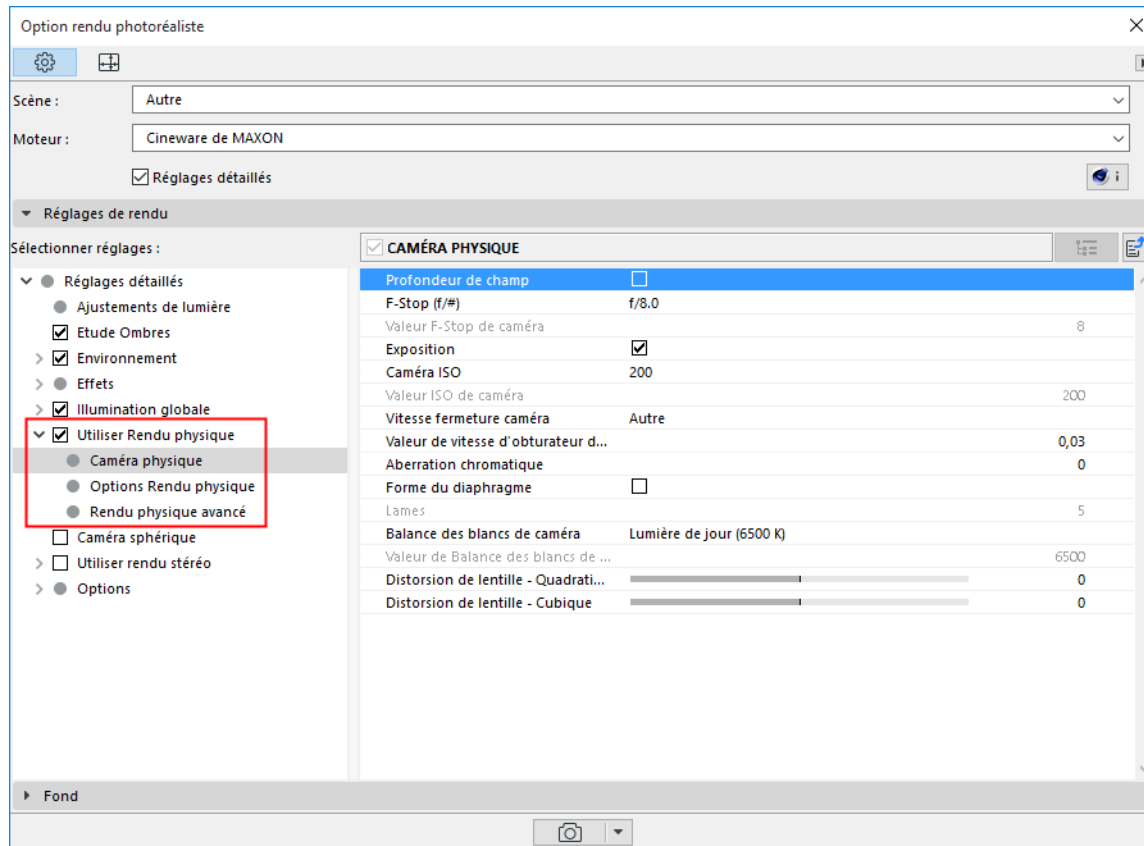 Option rendu photoréaliste
Scène : Autre
Moteur : Cineware de MAXON
Réglages détaillés
i
Réglages de rendu
Sélectionner réglages :
Réglages détaillés
Ajustements de lumière
Etude Ombres
Environnement
Effets
Illumination globale
Utiliser Rendu physique
Caméra physique
Options Rendu physique
Rendu physique avancé
Caméra sphérique
Utiliser rendu stéréo
Options
CAMÉRA PHYSIQUE
Profondeur de champ
F-Stop (f/#) f/8.0
Valeur F-Stop de caméra 8
Exposition
Caméra ISO 200
Valeur ISO de caméra 200
Vitesse fermeture caméra Autre
Valeur de vitesse d'obturateur d... 0,03
Aberration chromatique 0
Forme du diaphragme
Lames 5
Balance des blancs de caméra Lumière de jour (6500 K)
Valeur de Balance des blancs de ... 6500
Distorsion de lentille - Quadrati... 0
Distorsion de lentille - Cubique 0
Fond